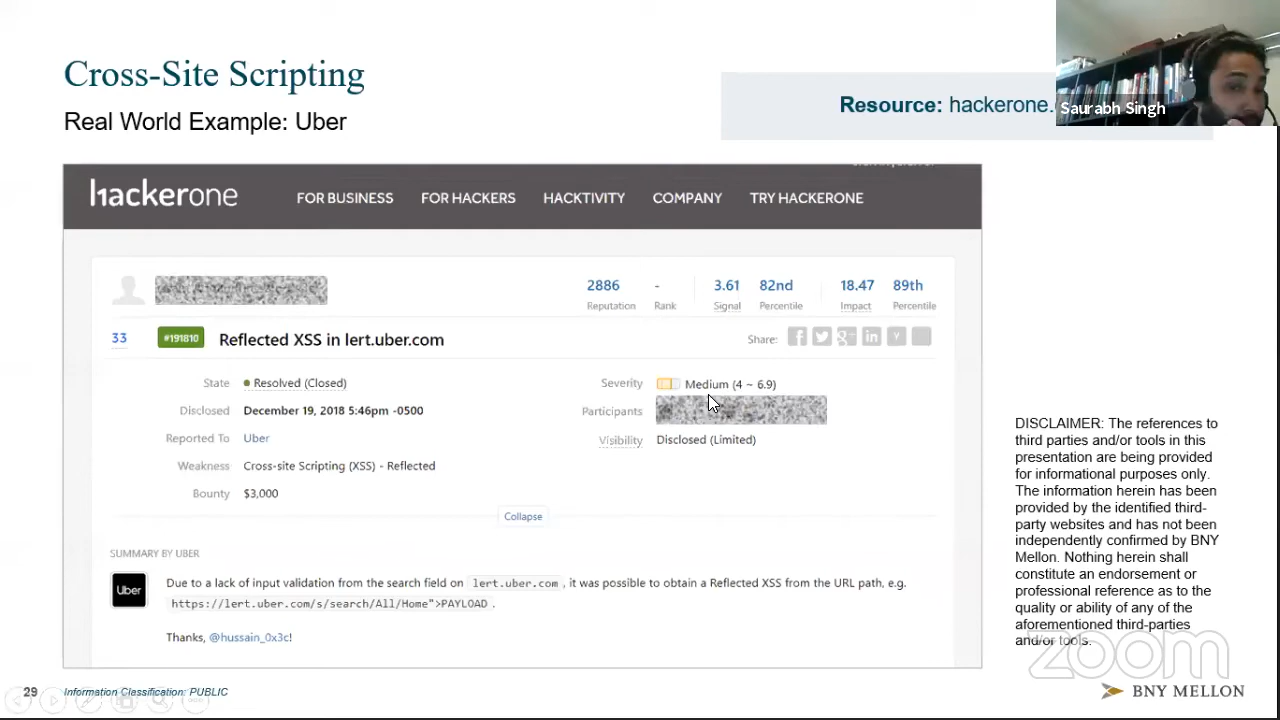 Cross-Site Scripting
Real World Example: Uber
Resource: hackerone.
Saurabh Singh
hackerone
FOR BUSINESS FOR HACKERS HACKTIVITY COMPANY TRY HACKERONE
2886 - 3.61 82nd 18.47 89th
Reputation Rank Signal Percentile Impact Percentile
33 #191810 Reflected XSS in lert.uber.com Share:
State Resolved (Closed) Severity Medium (4 ~ 6.9)
Disclosed December 19, 2018 5:46pm -0500 Participants
Reported To Uber Visibility Disclosed (Limited)
Weakness Cross-site Scripting (XSS) - Reflected
Bounty $3,000
Collapse
SUMMARY BY UBER
Uber
Due to a lack of input validation from the search field on lert.uber.com, it was possible to obtain a Reflected XSS from the URL path, e.g.
https://lert.uber.com/s/search/All/Home">PAYLOAD .
Thanks, @hussain_0x3c!
DISCLAIMER: The references to
third parties and/or tools in this
presentation are being provided
for informational purposes only.
The information herein has been
provided by the identified third-
party websites and has not been
independently confirmed by BNY
Mellon. Nothing herein shall
constitute an endorsement or
professional reference as to the
quality or ability of any of the
aforementioned third-parties
and/or tools.
zoom
29 Information Classification: PUBLIC
BNY MELLON